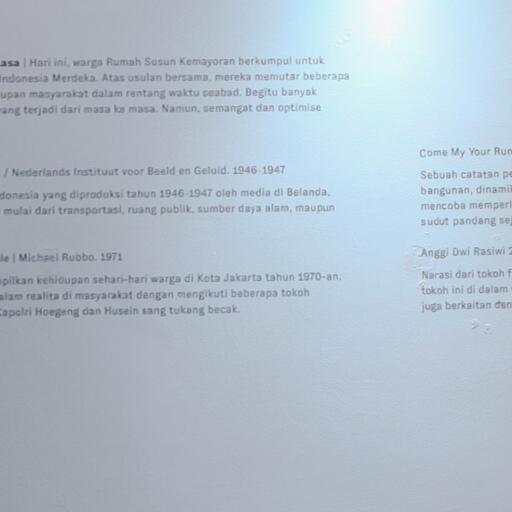 asa | Hari ini, warga Rumah Susun Kemayoran berkumpul untuk
Indonesia Merdeka. Atas usulan bersama, mereka memutar beberapa
upan masyarakat dalam rentang waktu seabad. Begitu banyak
yang terjadi dari masa ke masa. Namun, semangat dan optimise
/ Nederlands Instituut voor Beeld en Geluid. 1946-1947
donesia yang diproduksi tahun 1946-1947 oleh media di Belanda,
mulai dari transportasi, ruang publik, sumber daya alam, maupun
ie | Michael Rubbo. 1971
pilkan kehidupan sehari-hari warga di Kota Jakarta tahun 1970-an.
alam realita di masyarakat dengan mengikuti beberapa tokoh
Kapolri Hoegeng dan Husein sang tukang becak.
Come My Your Run
Sebuah catatan pe
bangunan, dinamil
mencoba memperl
sudut pandang sej
Anggi Dwi Rasiwi 2
Narasi dari tokoh f
tokoh ini di dalam
juga berkaitan den